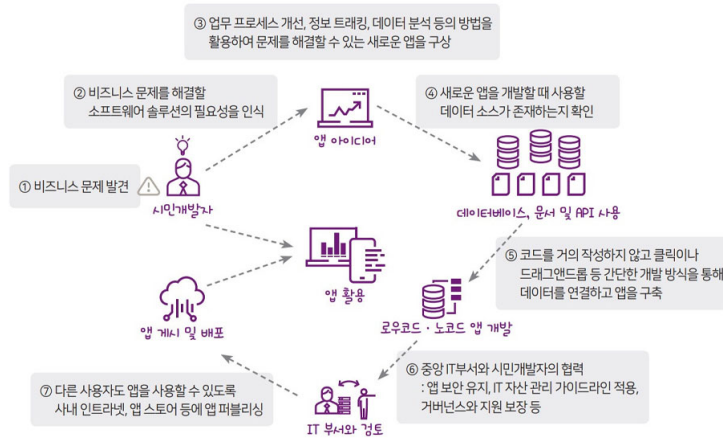 ③ 업무 프로세스 개선, 정보 트래킹, 데이터 분석 등의 방법을
활용하여 문제를 해결할 수 있는 새로운 앱을 구상
② 비즈니스 문제를 해결할
소프트웨어 솔루션의 필요성을 인식
④ 새로운 앱을 개발할 때 사용할
데이터 소스가 존재하는지 확인
앱 아이디어
① 비즈니스 문제 발견
시민개발자
데이터베이스, 문서 및 API 사용
⑤ 코드를 거의 작성하지 않고 클릭이나
드래그앤드롭 등 간단한 개발 방식을 통해
데이터를 연결하고 앱을 구축
앱 활용
앱 게시 및 배포
로우코드 · 노코드 앱 개발
⑥ 중앙 IT부서와 시민개발자의 협력
: 앱 보안 유지, IT 자산 관리 가이드라인 적용,
거버넌스와 지원 보장 등
⑦ 다른 사용자도 앱을 사용할 수 있도록
사내 인트라넷, 앱 스토어 등에 앱 퍼블리싱
IT 부서와 검토